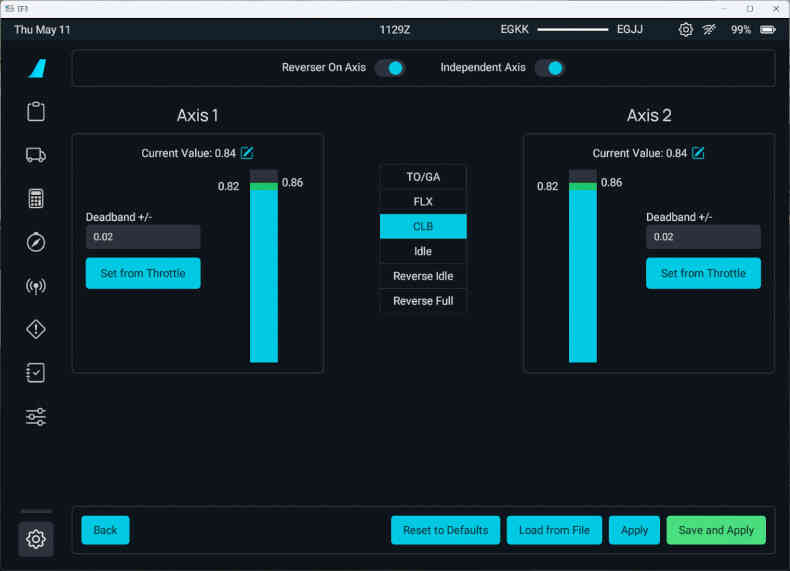 EFB
Thu May 11
1129Z
EGKK
EGJJ
99%
Reverser On Axis
Independent Axis
Axis 1
Axis 2
Current Value: 0.84
0.82
0.86
Deadband +/-
0.02
Set from Throttle
TO/GA
FLX
CLB
Idle
Reverse Idle
Reverse Full
Current Value: 0.84
0.82
0.86
Deadband +/-
0.02
Set from Throttle
Back
Reset to Defaults
Load from File
Apply
Save and Apply